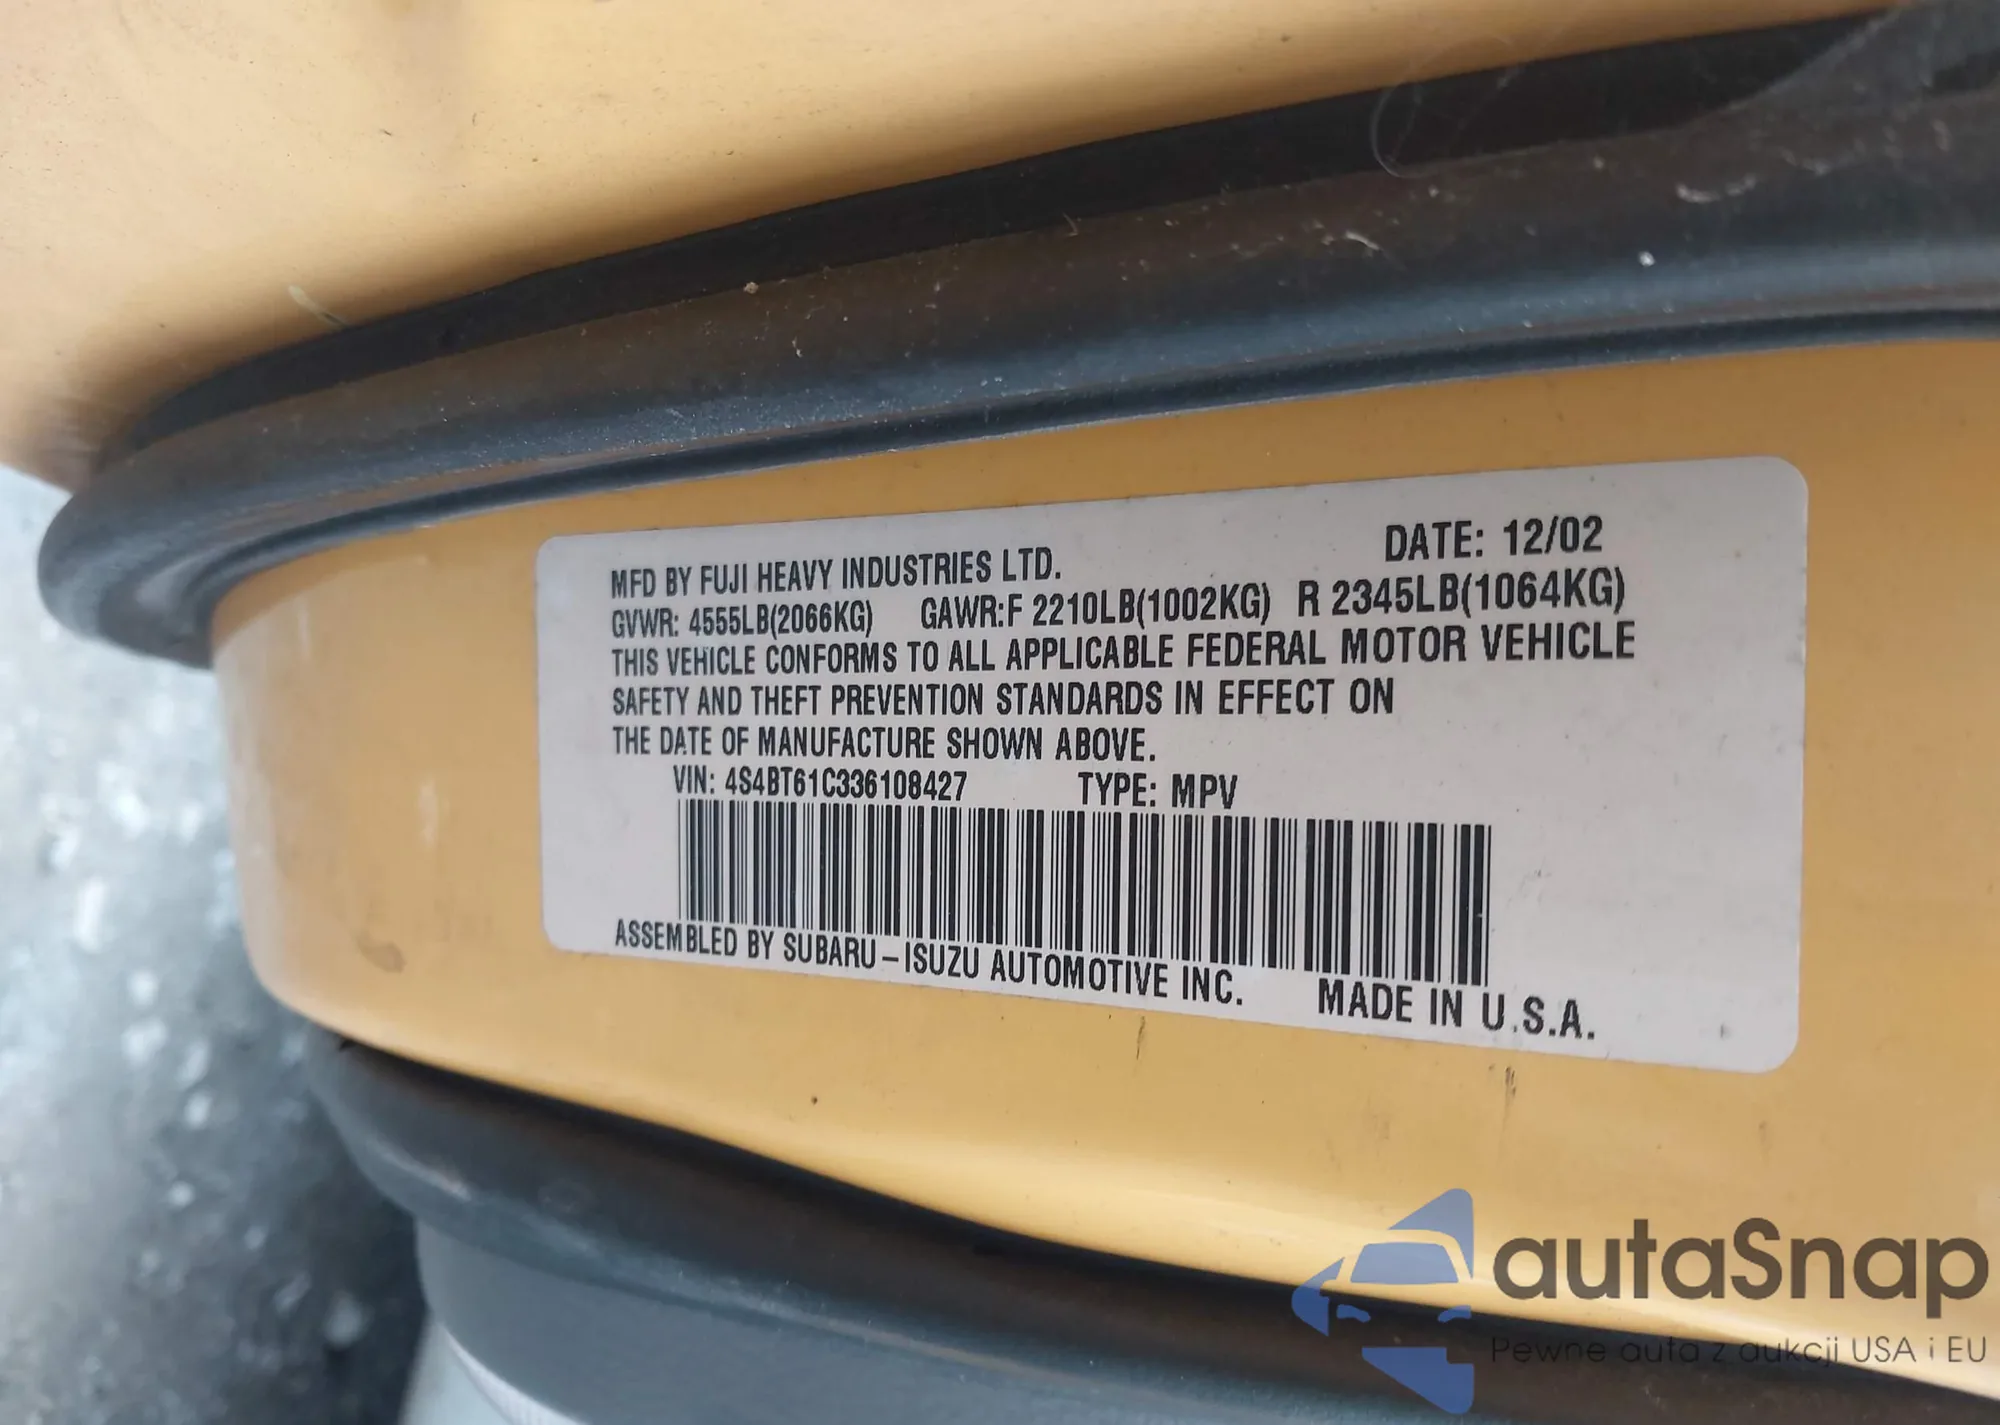 MFD BY FUJI HEAVY INDUSTRIES LTD. DATE: 12/02
GVWR: 4555LB(2066KG) GAWR:F 2210LB(1002KG) R 2345LB(1064KG)
THIS VEHICLE CONFORMS TO ALL APPLICABLE FEDERAL MOTOR VEHICLE
SAFETY AND THEFT PREVENTION STANDARDS IN EFFECT ON
THE DATE OF MANUFACTURE SHOWN ABOVE.
VIN: 4S4BT61C336108427 TYPE: MPV
ASSEMBLED BY SUBARU-ISUZU AUTOMOTIVE INC. MADE IN U.S.A.
autaSnap
Pewne auta z aukcji USA i EU